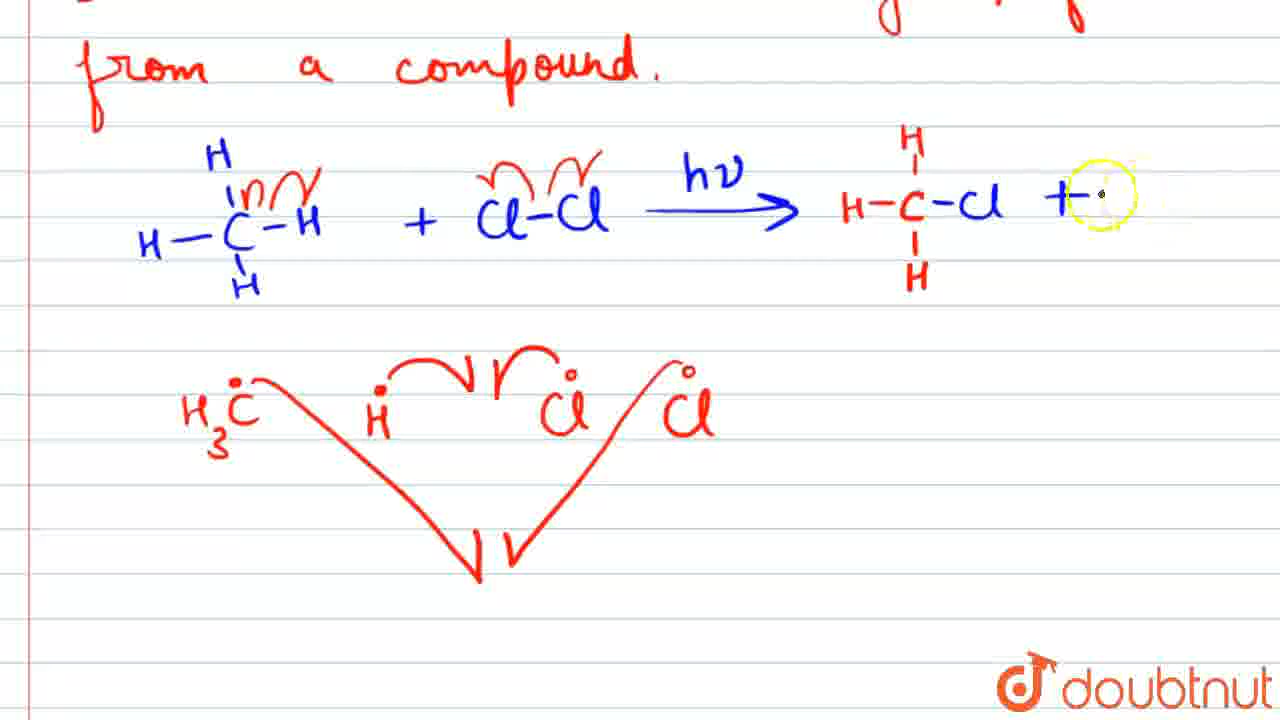 from a compound.
H
H-C-H + Cl-Cl hν H-C-Cl +
H
H
H
H
H₃C H Cl Cl
doubtnut